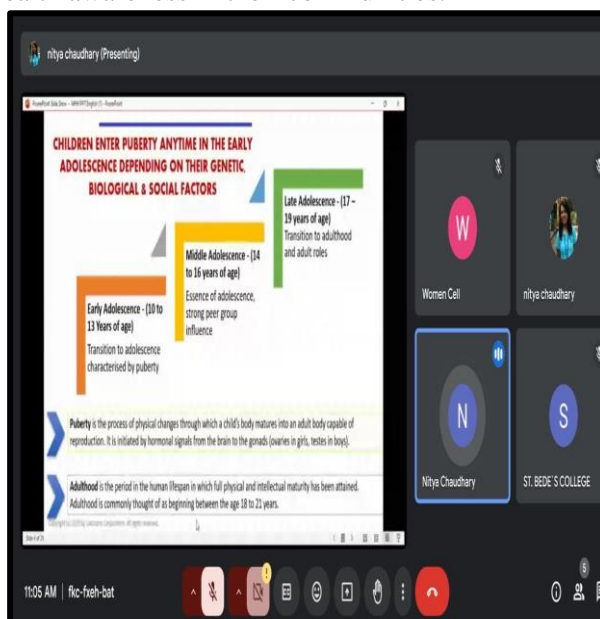 nitya chaudhary (Presenting)
CHILDREN ENTER PUBERTY ANYTIME IN THE EARLY
ADOLESCENCE DEPENDING ON THEIR GENETIC,
BIOLOGICAL & SOCIAL FACTORS
Late Adolescence - (17 –
19 years of age)
Transition to adulthood
and adult roles
Middle Adolescence - (14
to 16 years of age)
Essence of adolescence,
strong peer group
influence
Early Adolescence - (10 to
13 Years of age)
Transition to adolescence
characterised by puberty
Puberty is the process of physical changes through which a child's body matures into an adult body capable of
reproduction. It is initiated by hormonal signals from the brain to the gonads (ovaries in girls, testes in boys).
Adulthood is the period in the human lifespan in which full physical and intellectual maturity has been attained.
Adulthood is commonly thought of as beginning between the age 18 to 21 years.
W
Women Cell
nitya chaudhary
N
Nitya Chaudhary
S
ST. BEDE'S COLLEGE
11:05 AM | fkc-fxeh-bat
5